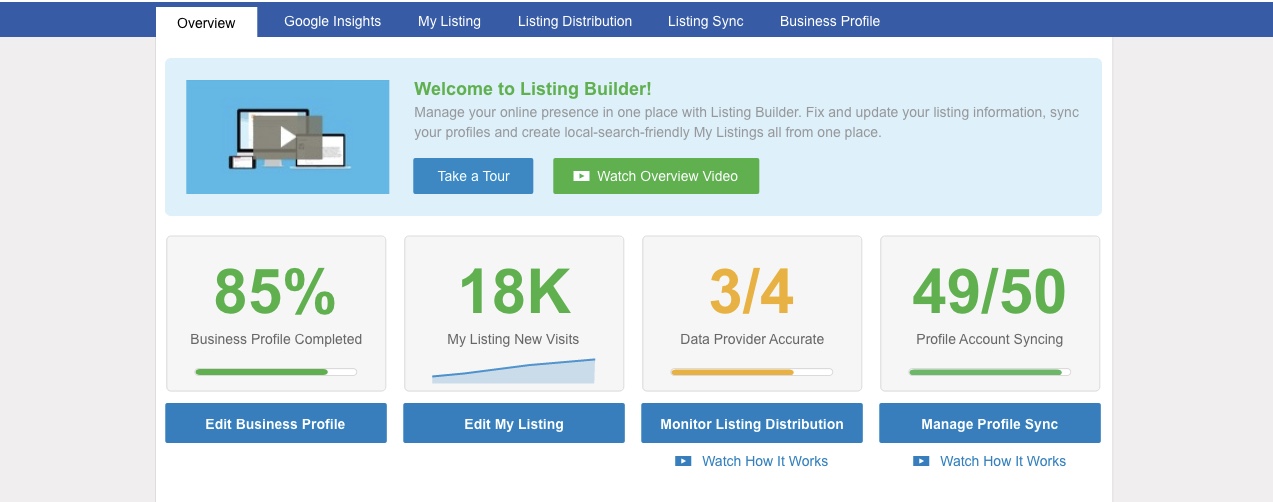 Overview
Google Insights
My Listing
Listing Distribution
Listing Sync
Business Profile
Welcome to Listing Builder!
Manage your online presence in one place with Listing Builder. Fix and update your listing information, sync
your profiles and create local-search-friendly My Listings all from one place.
Take a Tour
Watch Overview Video
85%
Business Profile Completed
18K
My Listing New Visits
3/4
Data Provider Accurate
49/50
Profile Account Syncing
Edit Business Profile
Edit My Listing
Monitor Listing Distribution
Manage Profile Sync
Watch How It Works
Watch How It Works